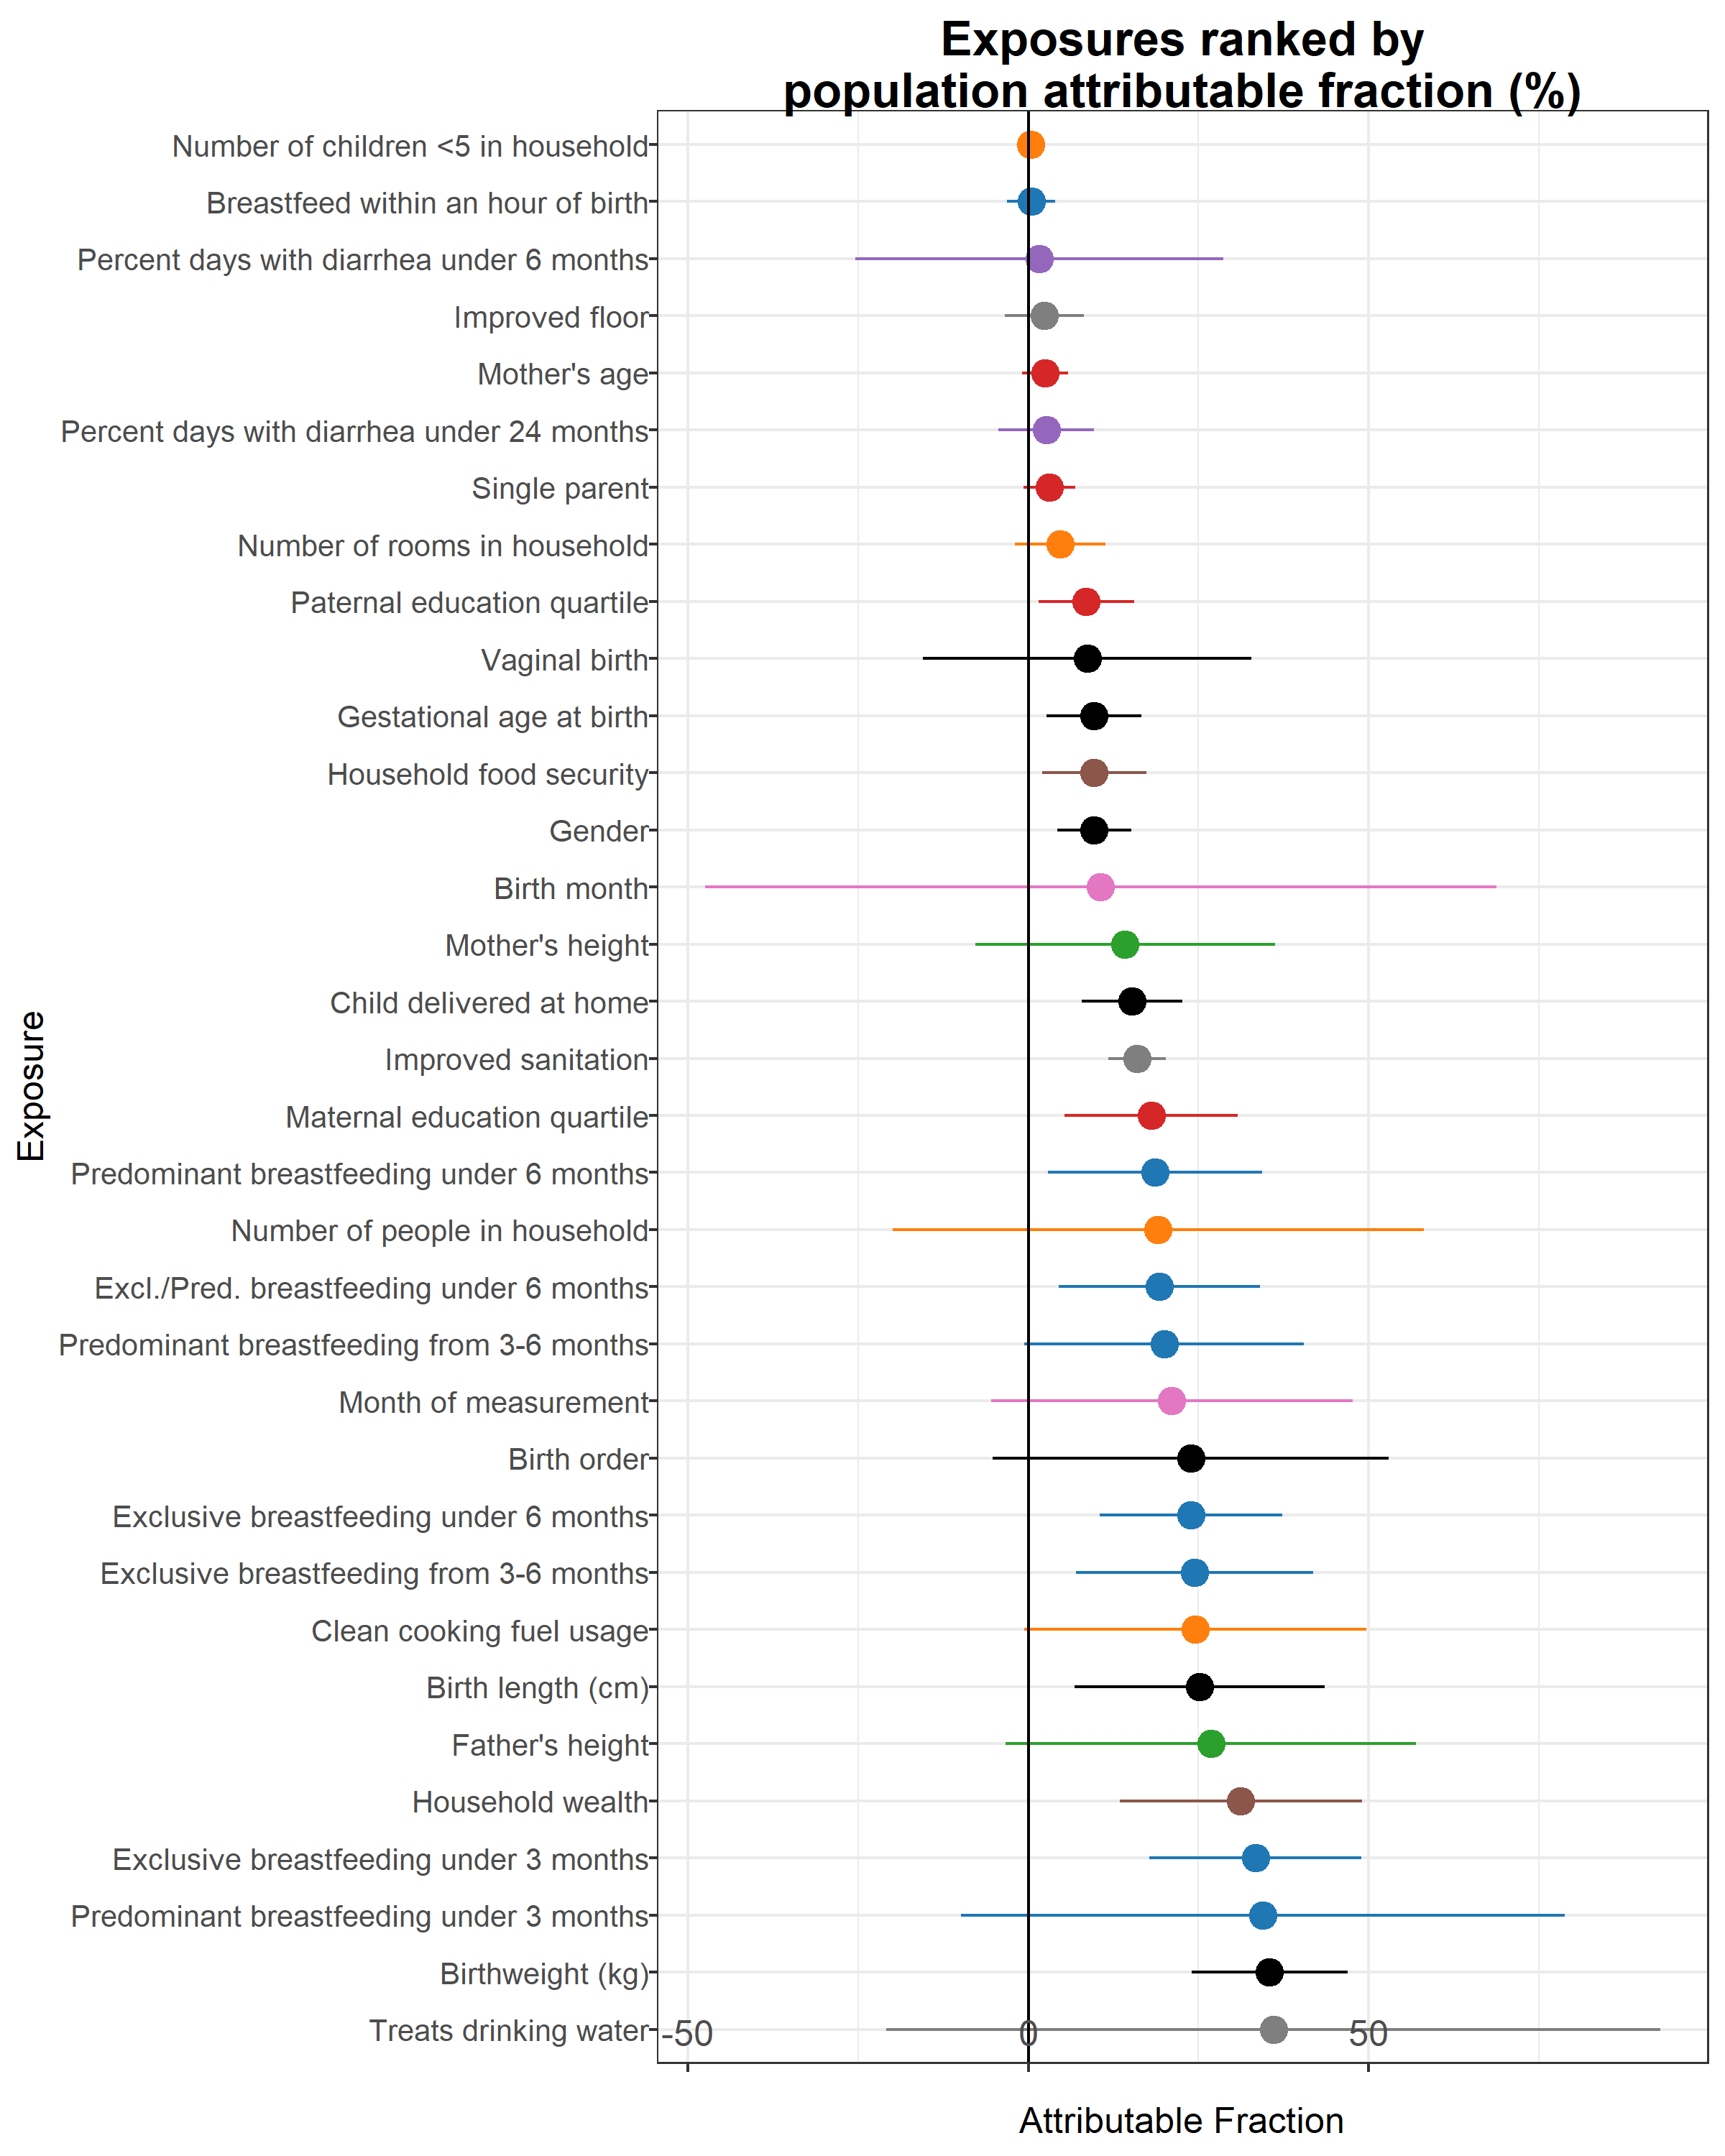 Exposures ranked by
population attributable fraction (%)
Number of children <5 in household
Breastfeed within an hour of birth
Percent days with diarrhea under 6 months
Improved floor
Mother's age
Percent days with diarrhea under 24 months
Single parent
Number of rooms in household
Paternal education quartile
Vaginal birth
Gestational age at birth
Household food security
Gender
Birth month
Mother's height
Child delivered at home
Improved sanitation
Maternal education quartile
Predominant breastfeeding under 6 months
Number of people in household
Excl./Pred. breastfeeding under 6 months
Predominant breastfeeding from 3-6 months
Month of measurement
Birth order
Exclusive breastfeeding under 6 months
Exclusive breastfeeding from 3-6 months
Clean cooking fuel usage
Birth length (cm)
Father's height
Household wealth
Exclusive breastfeeding under 3 months
Predominant breastfeeding under 3 months
Birthweight (kg)
Treats drinking water
Exposure
-50 0 50
Attributable Fraction